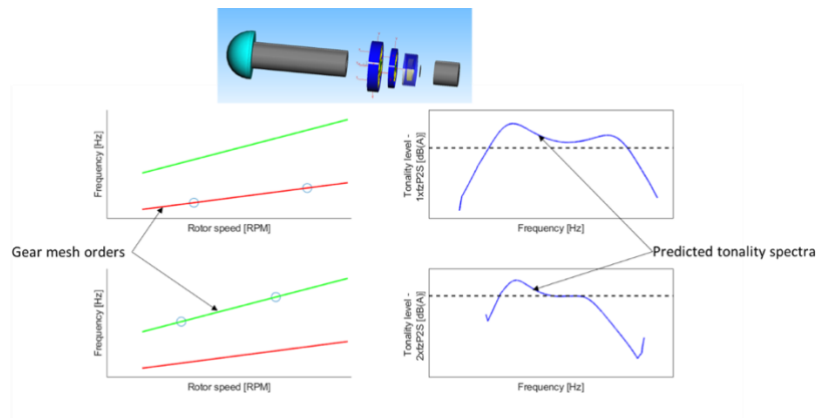 Frequency [Hz]
Rotor speed [RPM]
Tonality level -
1xfzP2S [dB(A)]
Frequency [Hz]
Gear mesh orders
Predicted tonality spectra
Frequency [Hz]
Rotor speed [RPM]
Tonality level -
2xfzP2S [dB(A)]
Frequency [Hz]